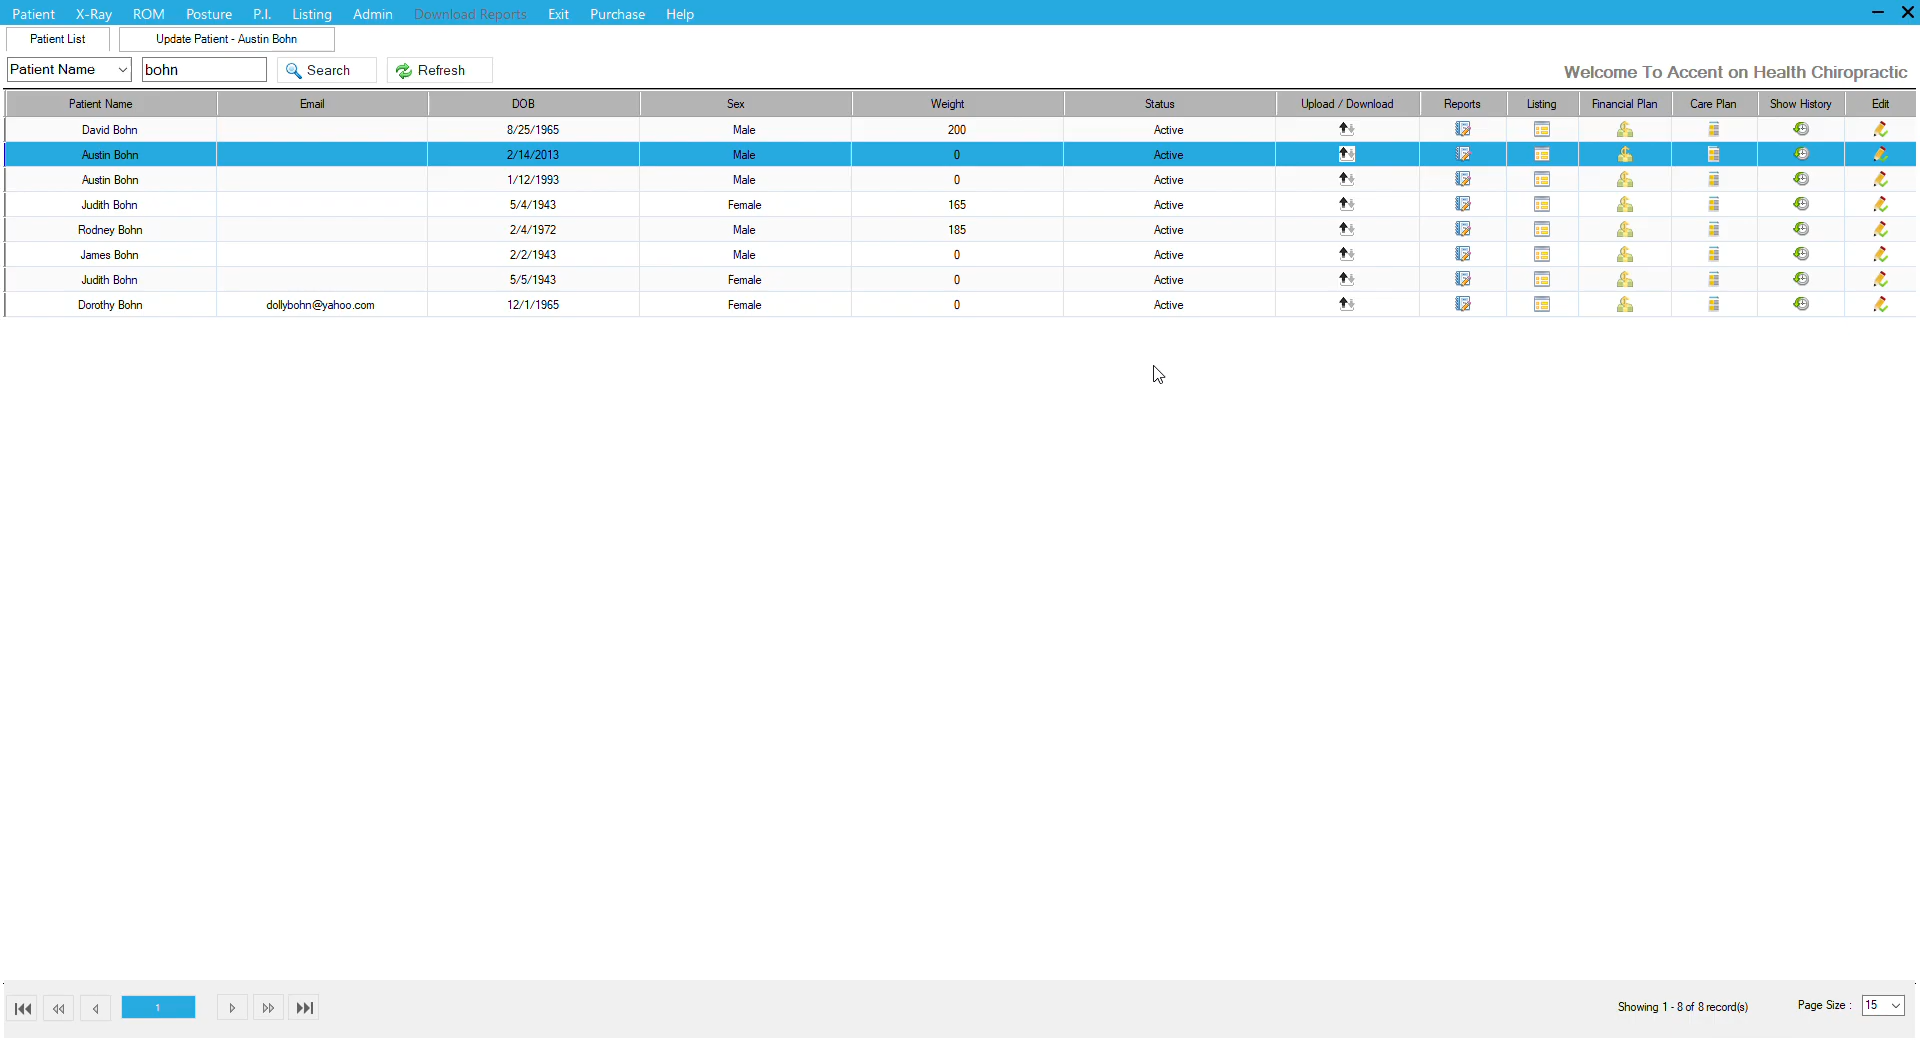 Patient X-Ray ROM Posture P.I. Listing Admin Download Reports Exit Purchase Help
Patient List Update Patient - Austin Bohn
Patient Name bohn Search Refresh Welcome To Accent on Health Chiropractic
Patient Name Email DOB Sex Weight Status Upload / Download Reports Listing Financial Plan Care Plan Show History Edit
David Bohn 8/25/1965 Male 200 Active
Austin Bohn 2/14/2013 Male 0 Active
Austin Bohn 1/12/1993 Male 0 Active
Judith Bohn 5/4/1943 Female 165 Active
Rodney Bohn 2/4/1972 Male 185 Active
James Bohn 2/2/1943 Male 0 Active
Judith Bohn 5/5/1943 Female 0 Active
Dorothy Bohn dollybohn@yahoo.com 12/1/1965 Female 0 Active
1 Showing 1 - 8 of 8 record(s) Page Size : 15